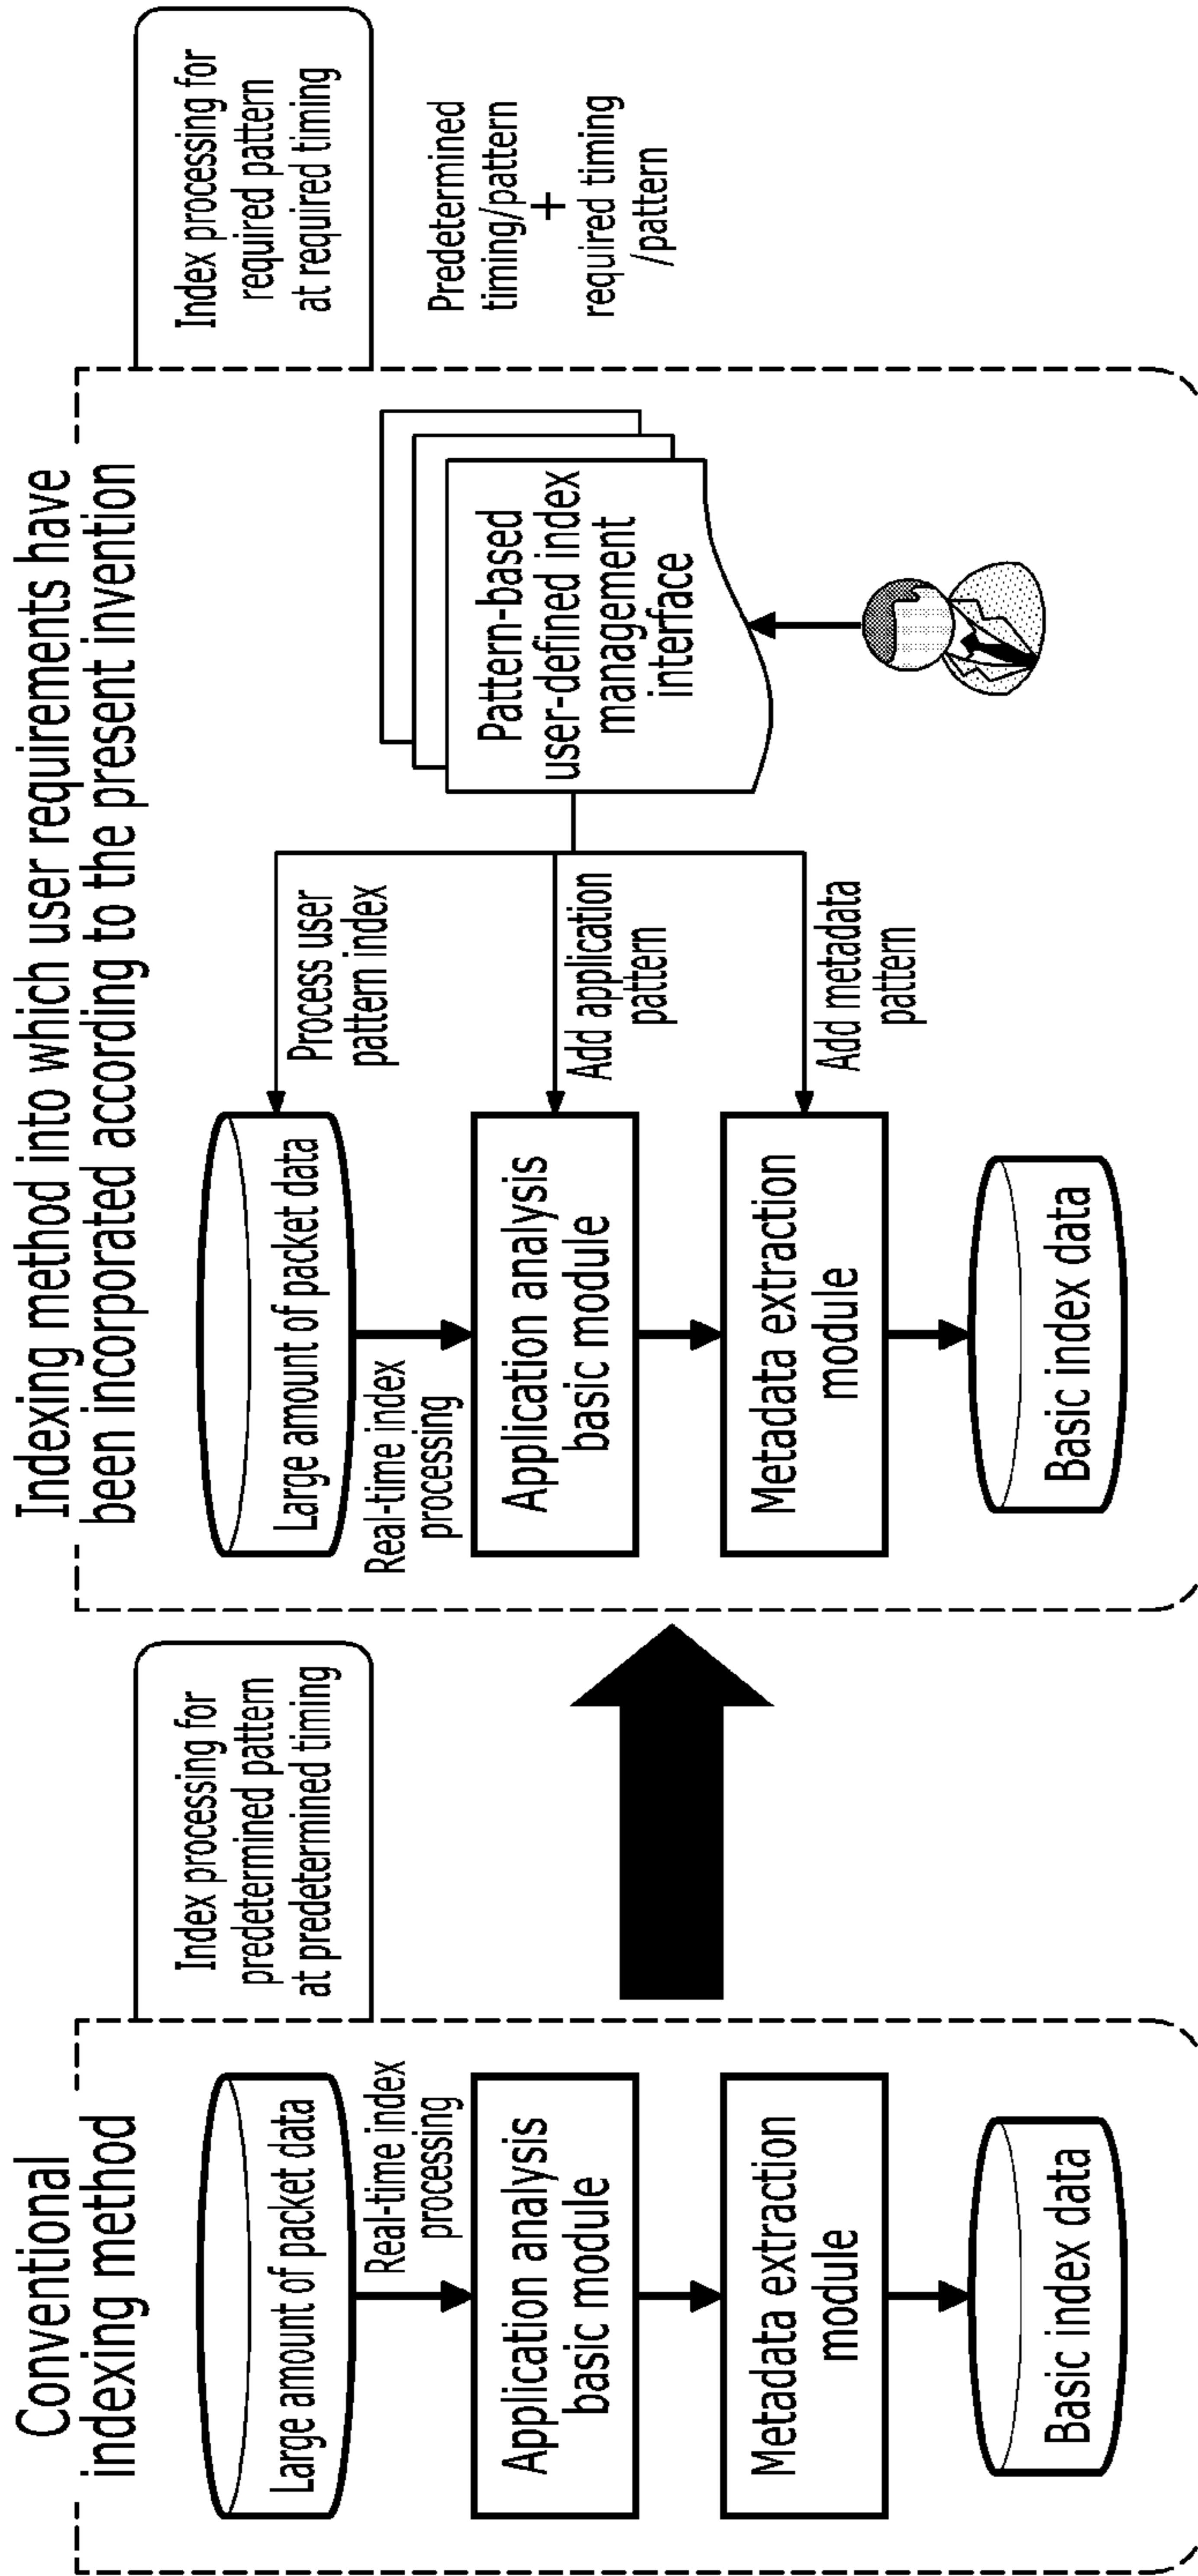 Conventional
indexing method
Large amount of packet data
Real-time index
processing
Application analysis
basic module
Metadata extraction
module
Basic index data
Index processing for
predetermined pattern
at predetermined timing
Indexing method into which user requirements have
been incorporated according to the present invention
Large amount of packet data
Real-time index
processing
Application analysis
basic module
Metadata extraction
module
Basic index data
Process user
pattern index
Add application
pattern
Add metadata
pattern
Pattern-based
user-defined index
management
interface
Index processing for
required pattern
at required timing
Predetermined
timing/pattern
+
required timing
/pattern